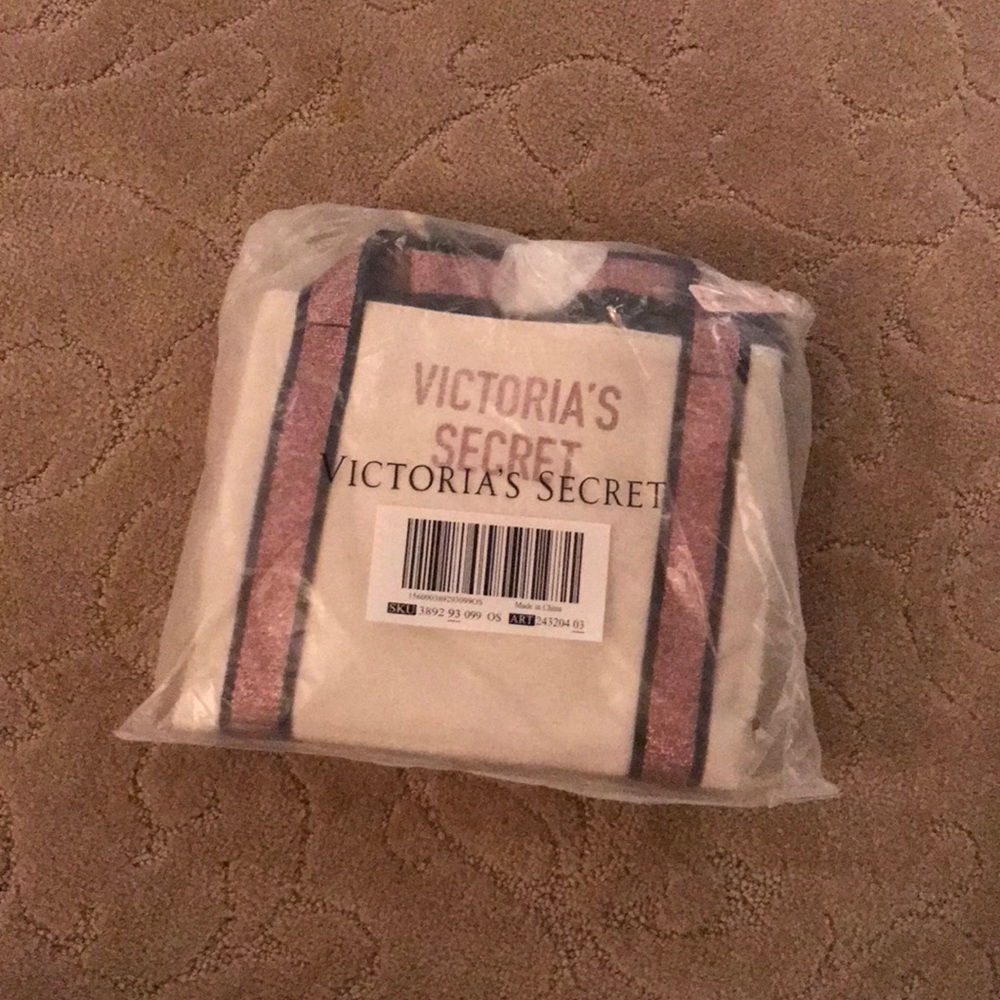 VICTORIA'S
SECRET
VICTORIA'S SECRET
Made in China
SKU 3892 93 099 OS ART 243204 03